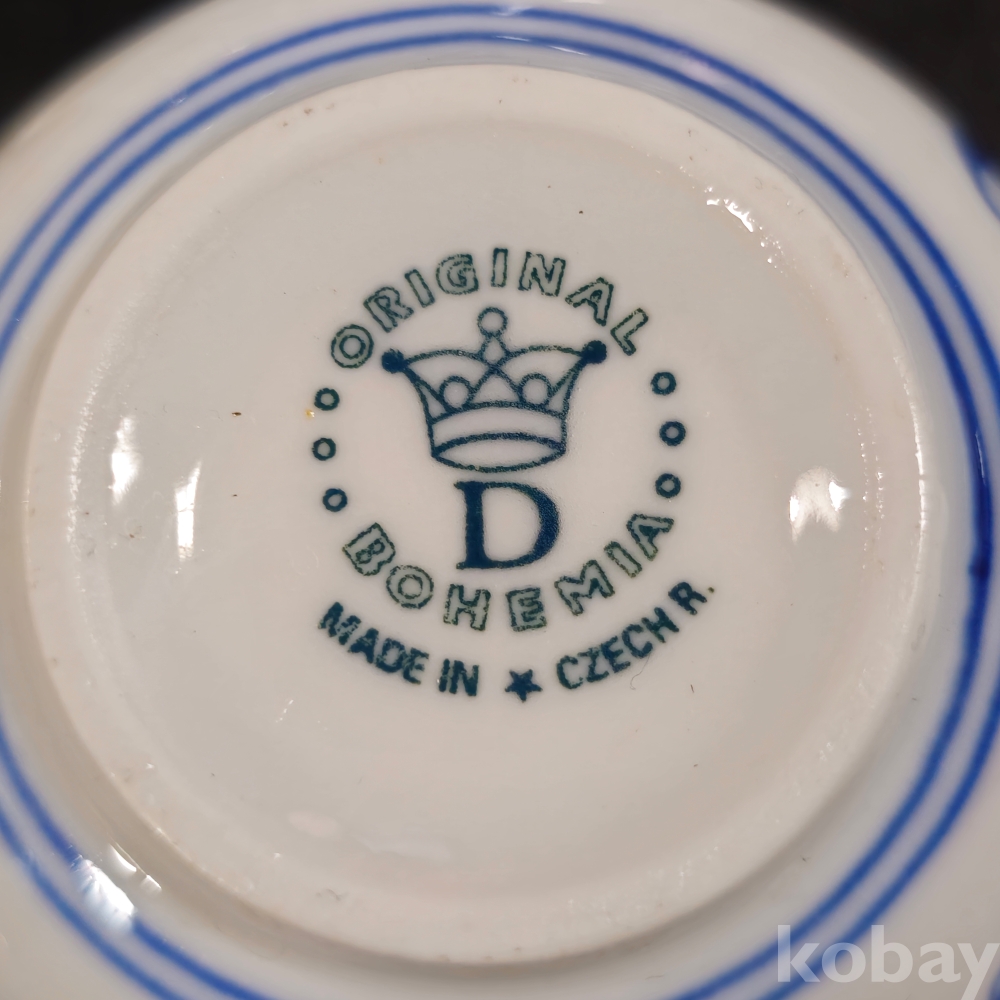 ORIGINAL
D
BOHEMIA
MADE IN ★ CZECH R.
kobay